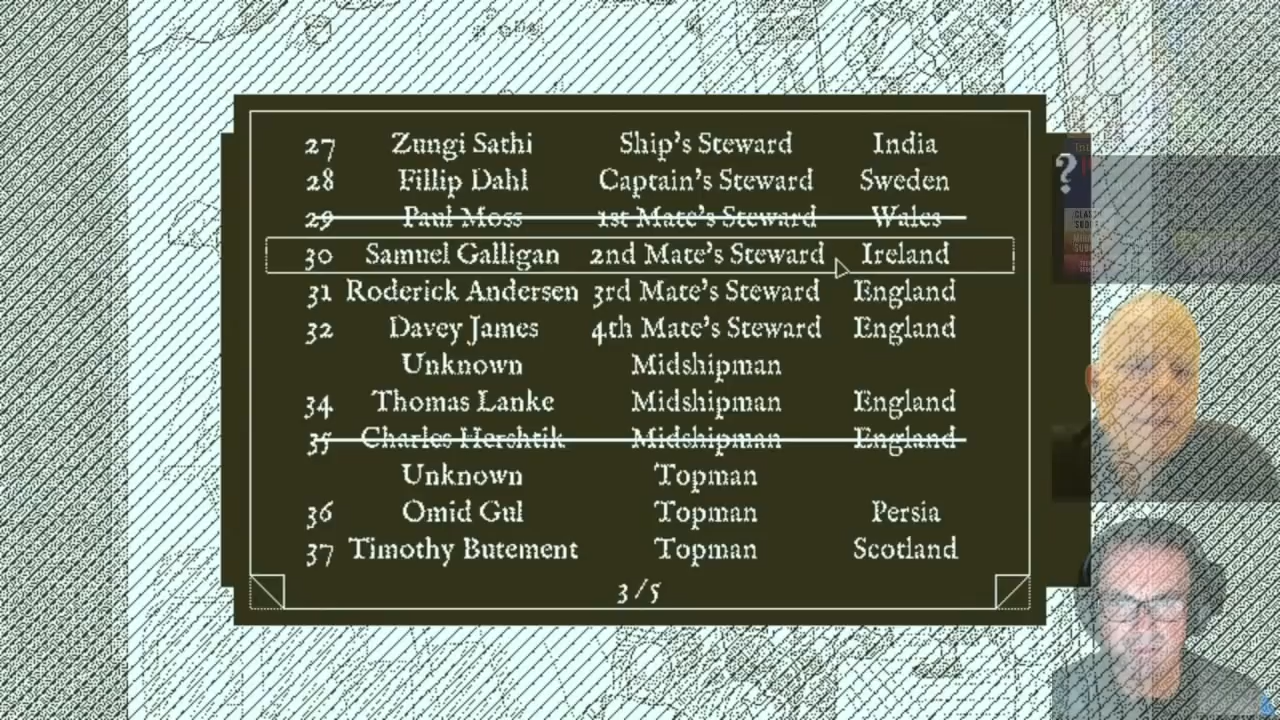 27 Zungi Sathi Ship's Steward India
28 Fillip Dahl Captain's Steward Sweden
29 Paul Moss 1st Mate's Steward Wales
30 Samuel Galligan 2nd Mate's Steward Ireland
31 Roderick Andersen 3rd Mate's Steward England
32 Davey James 4th Mate's Steward England
Unknown Midshipman
34 Thomas Lanke Midshipman England
35 Charles Hershtik Midshipman England
Unknown Topman
36 Omid Gul Topman Persia
37 Timothy Butement Topman Scotland
3/5
?